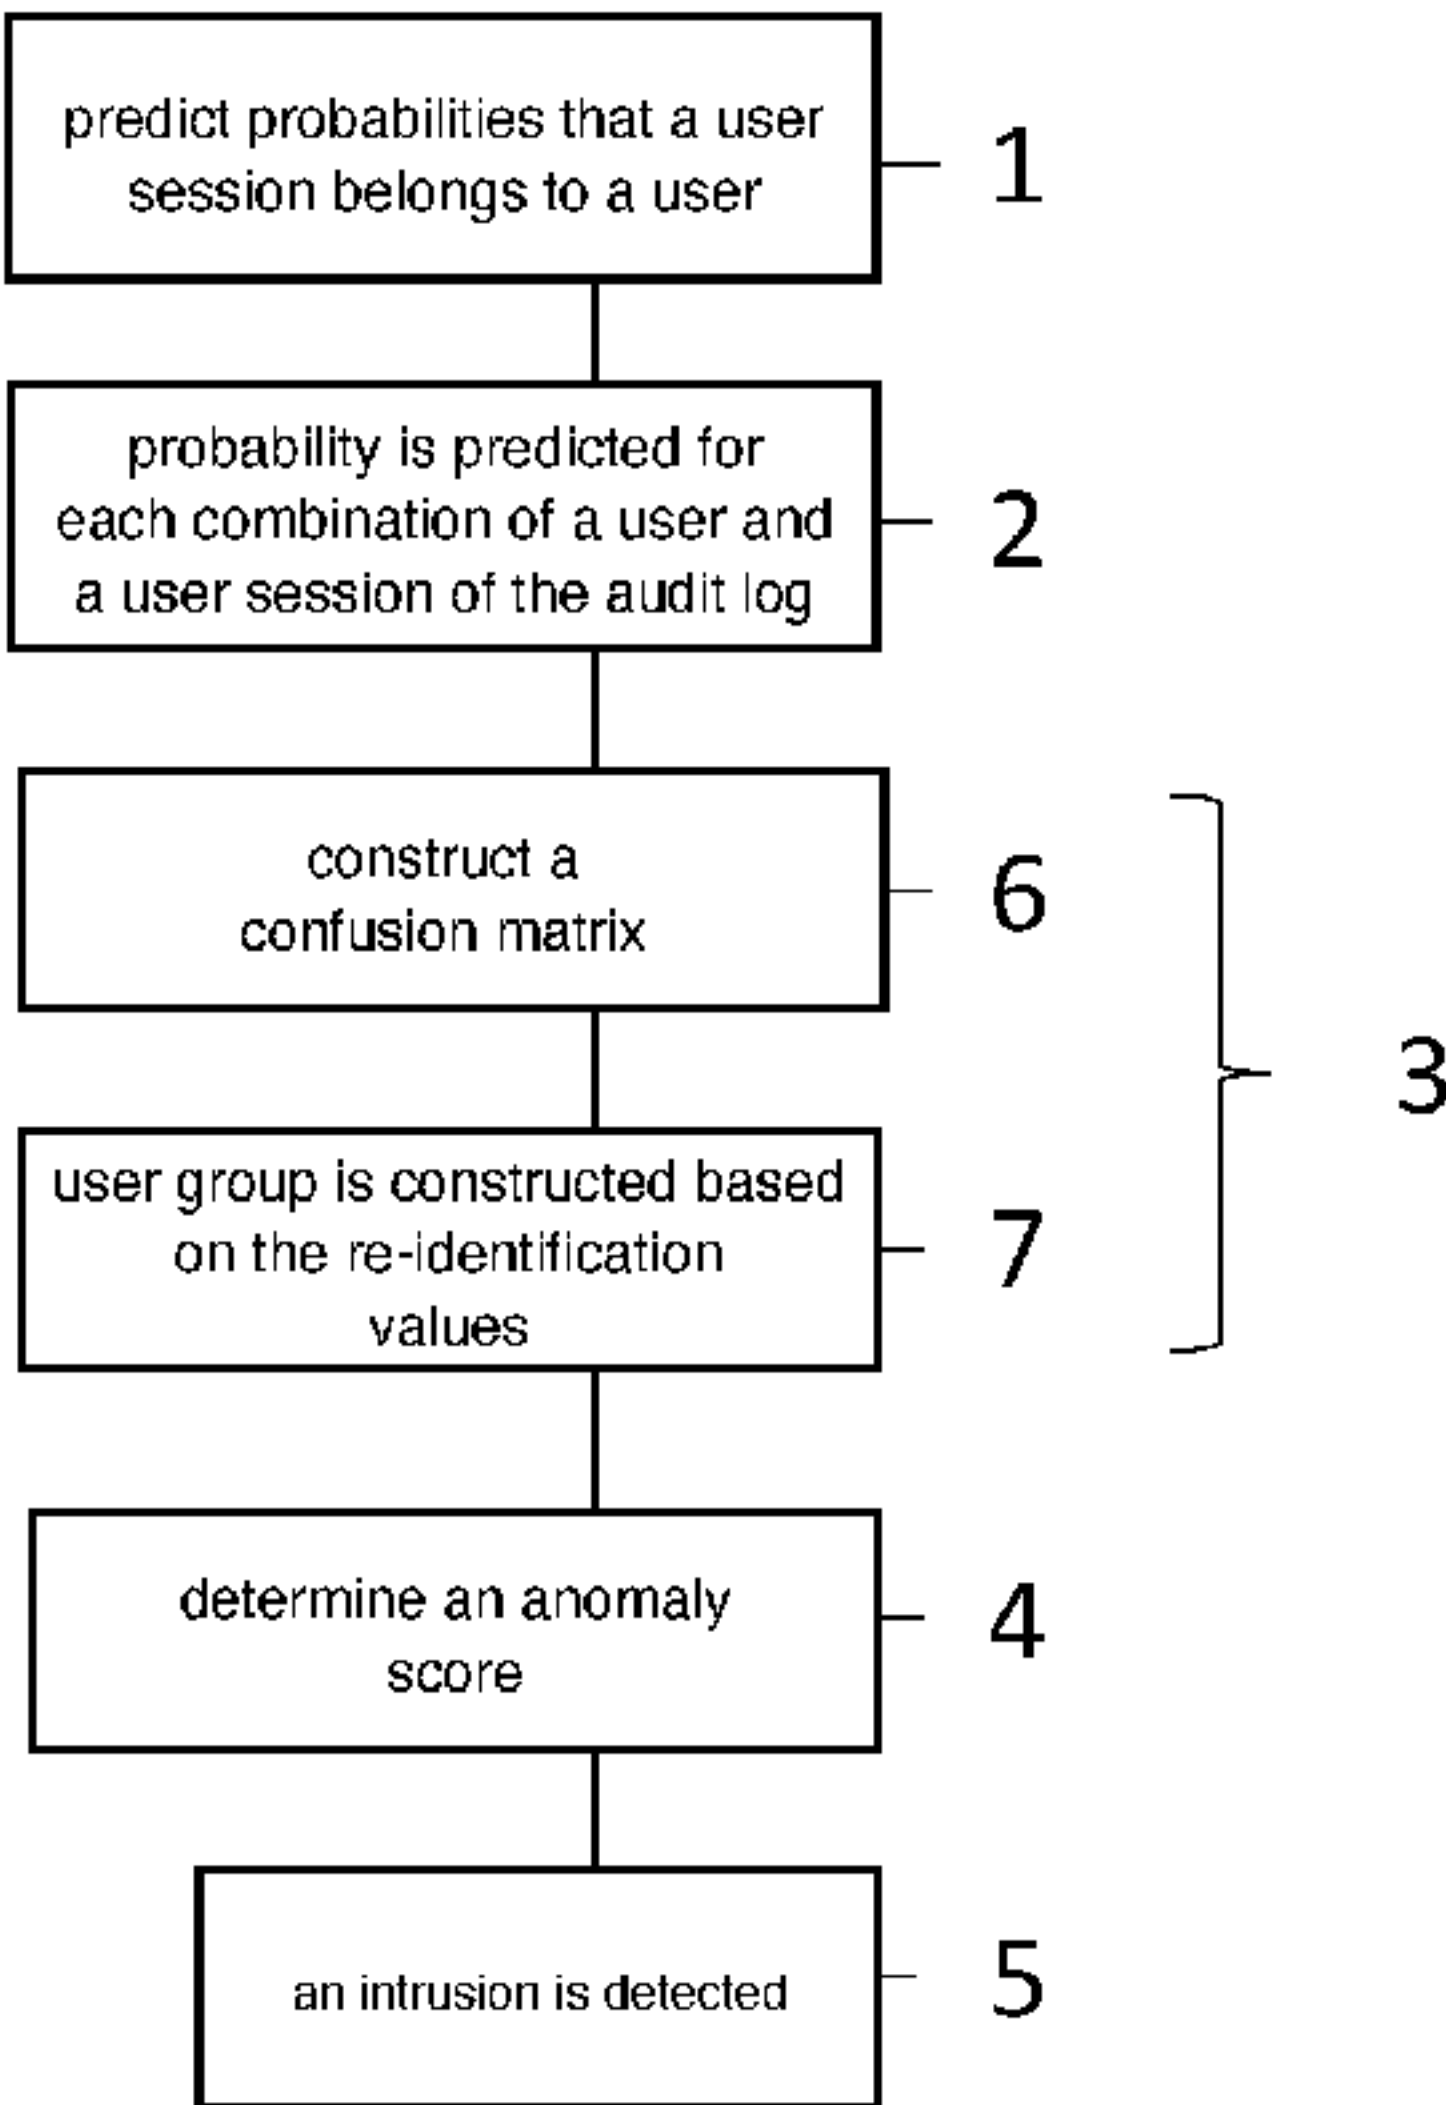 predict probabilities that a user
session belongs to a user
1
probability is predicted for
each combination of a user and
a user session of the audit log
2
construct a
confusion matrix
6
3
user group is constructed based
on the re-identification
values
7
determine an anomaly
score
4
an intrusion is detected
5